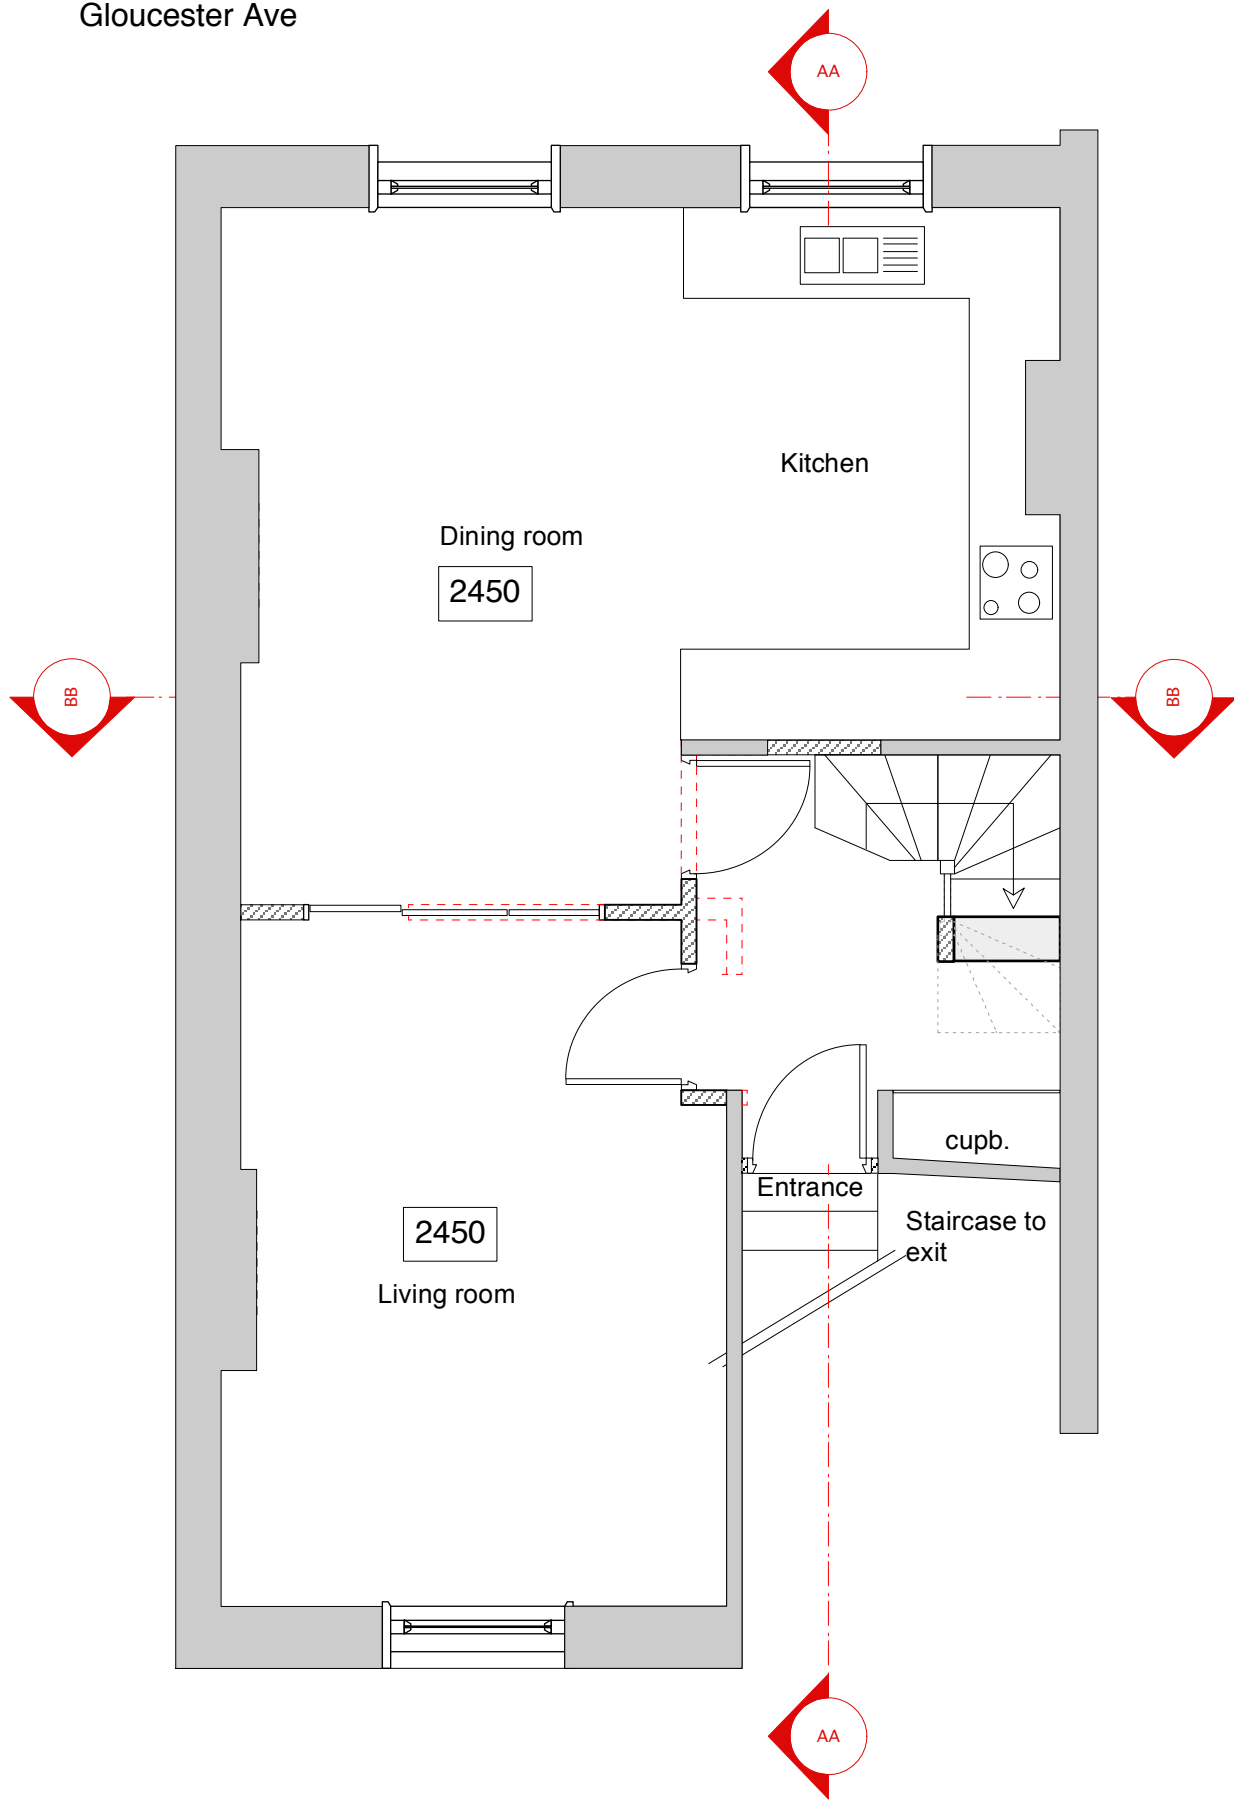 Gloucester Ave
AA
Kitchen
Dining room
2450
BB
BB
cupb.
Entrance
Staircase to
exit
2450
Living room
AA